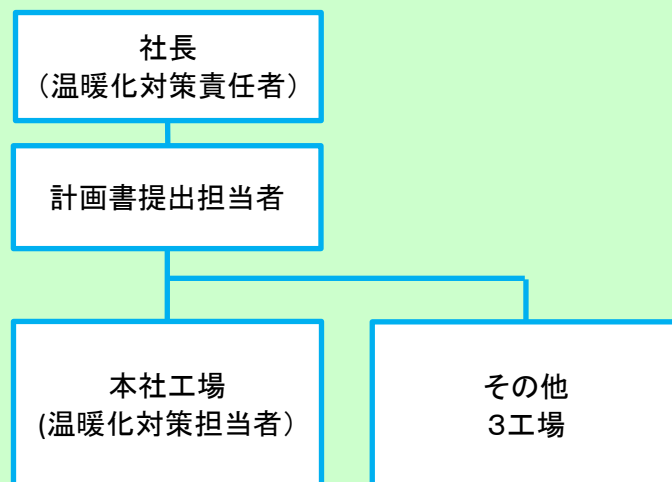 社長
（温暖化対策責任者）
計画書提出担当者
本社工場
(温暖化対策担当者）
その他
３工場